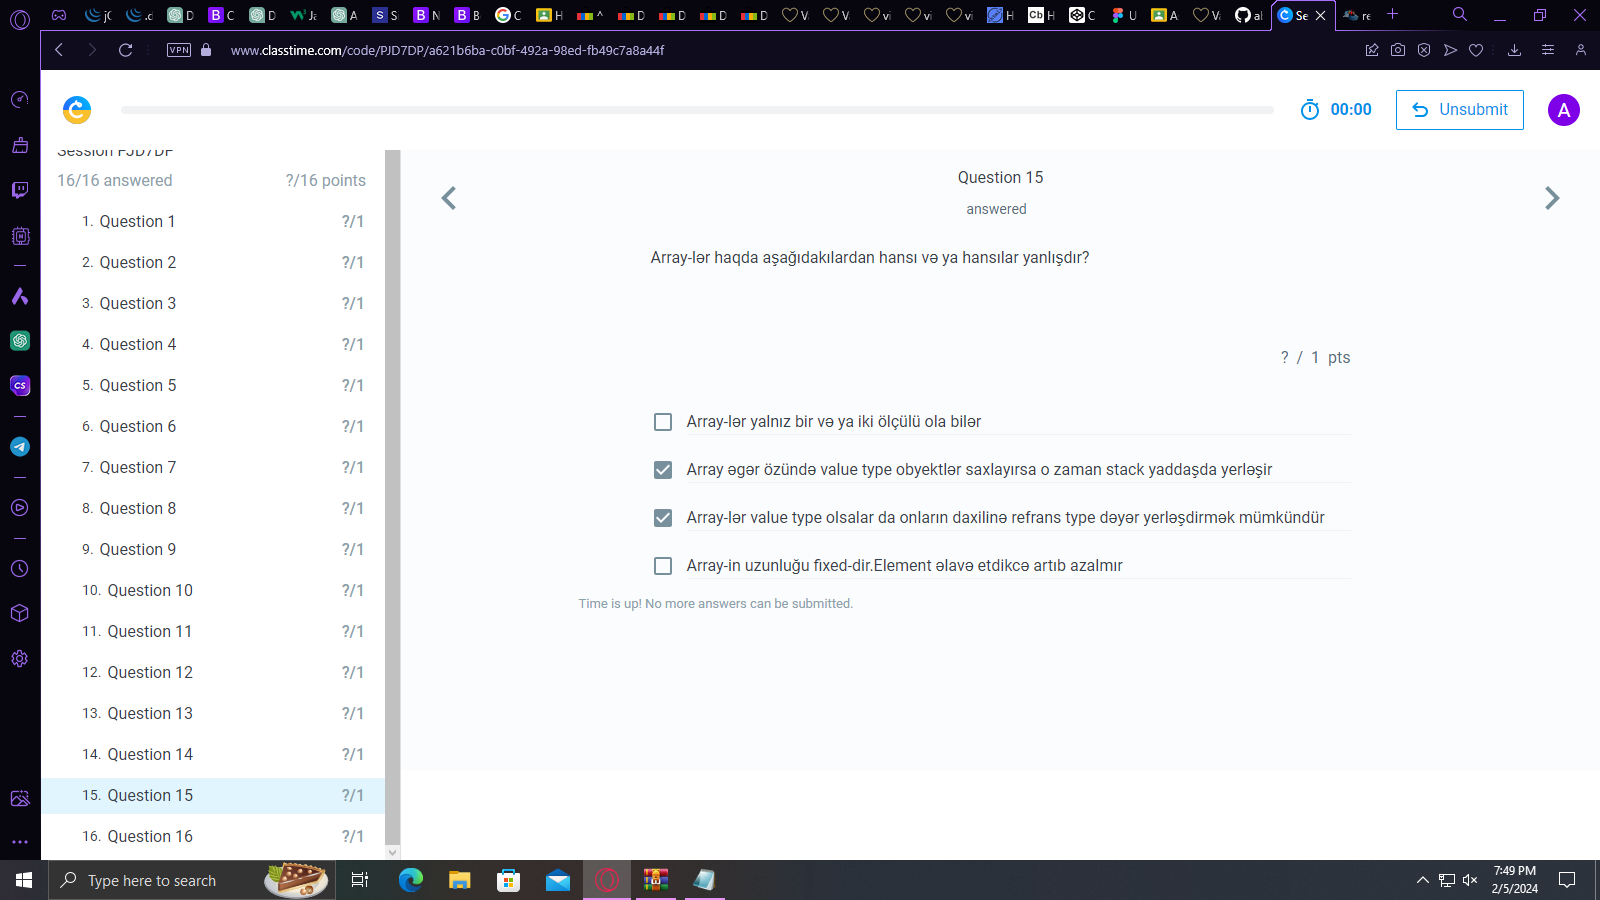 VPN www.classtime.com/code/PJD7DP/a621b6ba-c0bf-492a-98ed-fb49c7a8a44f
00:00
Unsubmit
A
Session PJD7DP
16/16 answered ?/16 points
1. Question 1 ?/1
2. Question 2 ?/1
3. Question 3 ?/1
4. Question 4 ?/1
5. Question 5 ?/1
6. Question 6 ?/1
7. Question 7 ?/1
8. Question 8 ?/1
9. Question 9 ?/1
10. Question 10 ?/1
11. Question 11 ?/1
12. Question 12 ?/1
13. Question 13 ?/1
14. Question 14 ?/1
15. Question 15 ?/1
16. Question 16 ?/1
Question 15
answered
Array-lər haqda aşağıdakılardan hansı və ya hansılar yanlışdır?
? / 1 pts
Array-lər yalnız bir və ya iki ölçülü ola bilər
Array əgər özündə value type obyektlər saxlayırsa o zaman stack yaddaşda yerləşir
Array-lər value type olsalar da onların daxilinə refrans type dəyər yerləşdirmək mümkündür
Array-in uzunluğu fixed-dir.Element əlavə etdikcə artıb azalmır
Time is up! No more answers can be submitted.
Type here to search
7:49 PM
2/5/2024